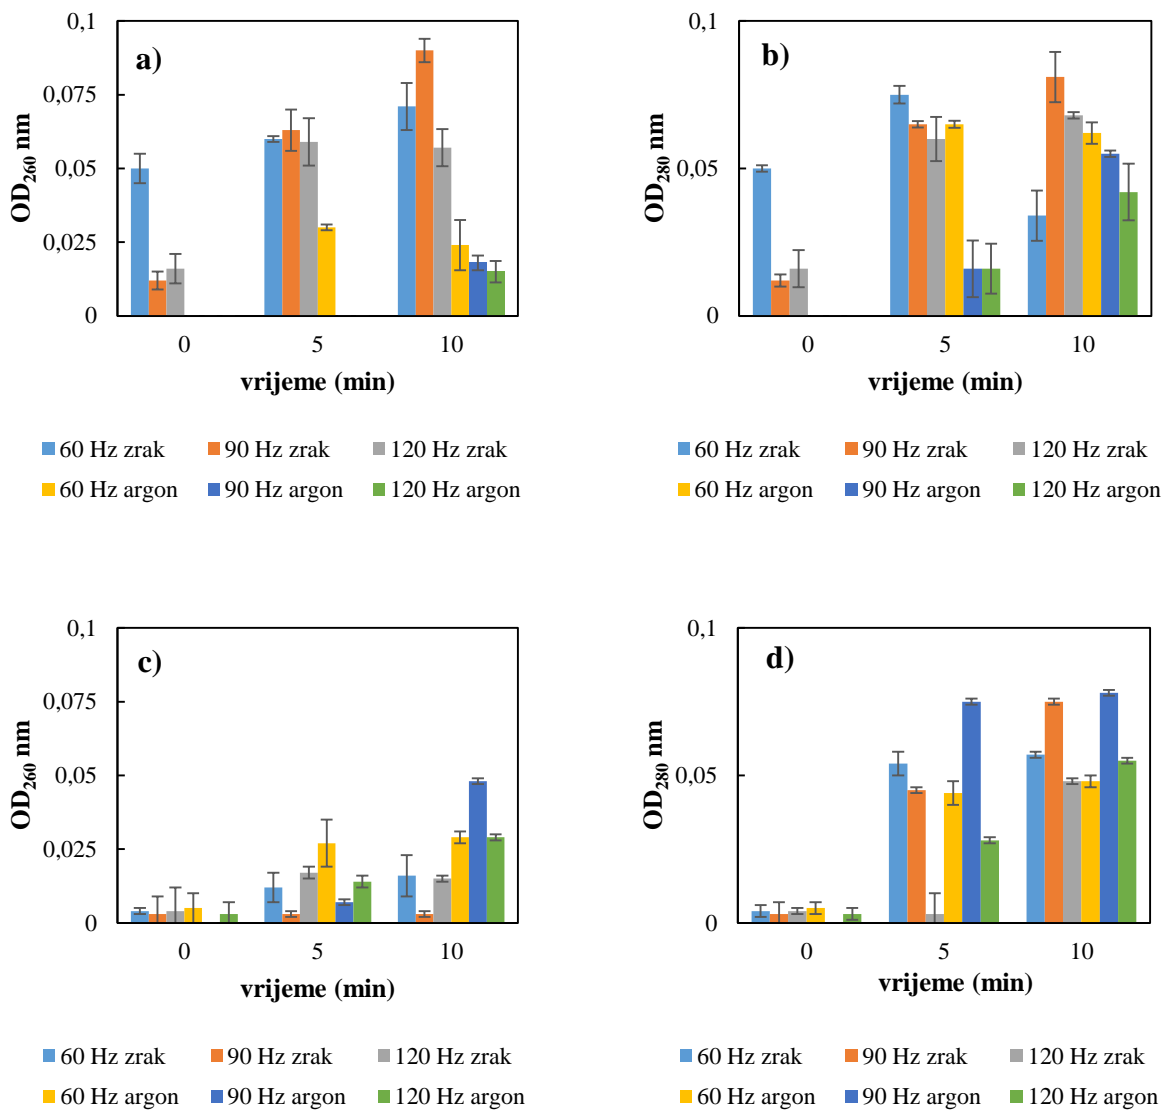 a)
0,1
0,075
0,05
0,025
0
OD260 nm
0 5 10
vrijeme (min)
60 Hz zrak 90 Hz zrak 120 Hz zrak
60 Hz argon 90 Hz argon 120 Hz argon
b)
0,1
0,05
0
OD280 nm
0 5 10
vrijeme (min)
60 Hz zrak 90 Hz zrak 120 Hz zrak
60 Hz argon 90 Hz argon 120 Hz argon
c)
0,1
0,075
0,05
0,025
0
OD260 nm
0 5 10
vrijeme (min)
60 Hz zrak 90 Hz zrak 120 Hz zrak
60 Hz argon 90 Hz argon 120 Hz argon
d)
0,1
0,05
0
OD280 nm
0 5 10
vrijeme (min)
60 Hz zrak 90 Hz zrak 120 Hz zrak
60 Hz argon 90 Hz argon 120 Hz argon